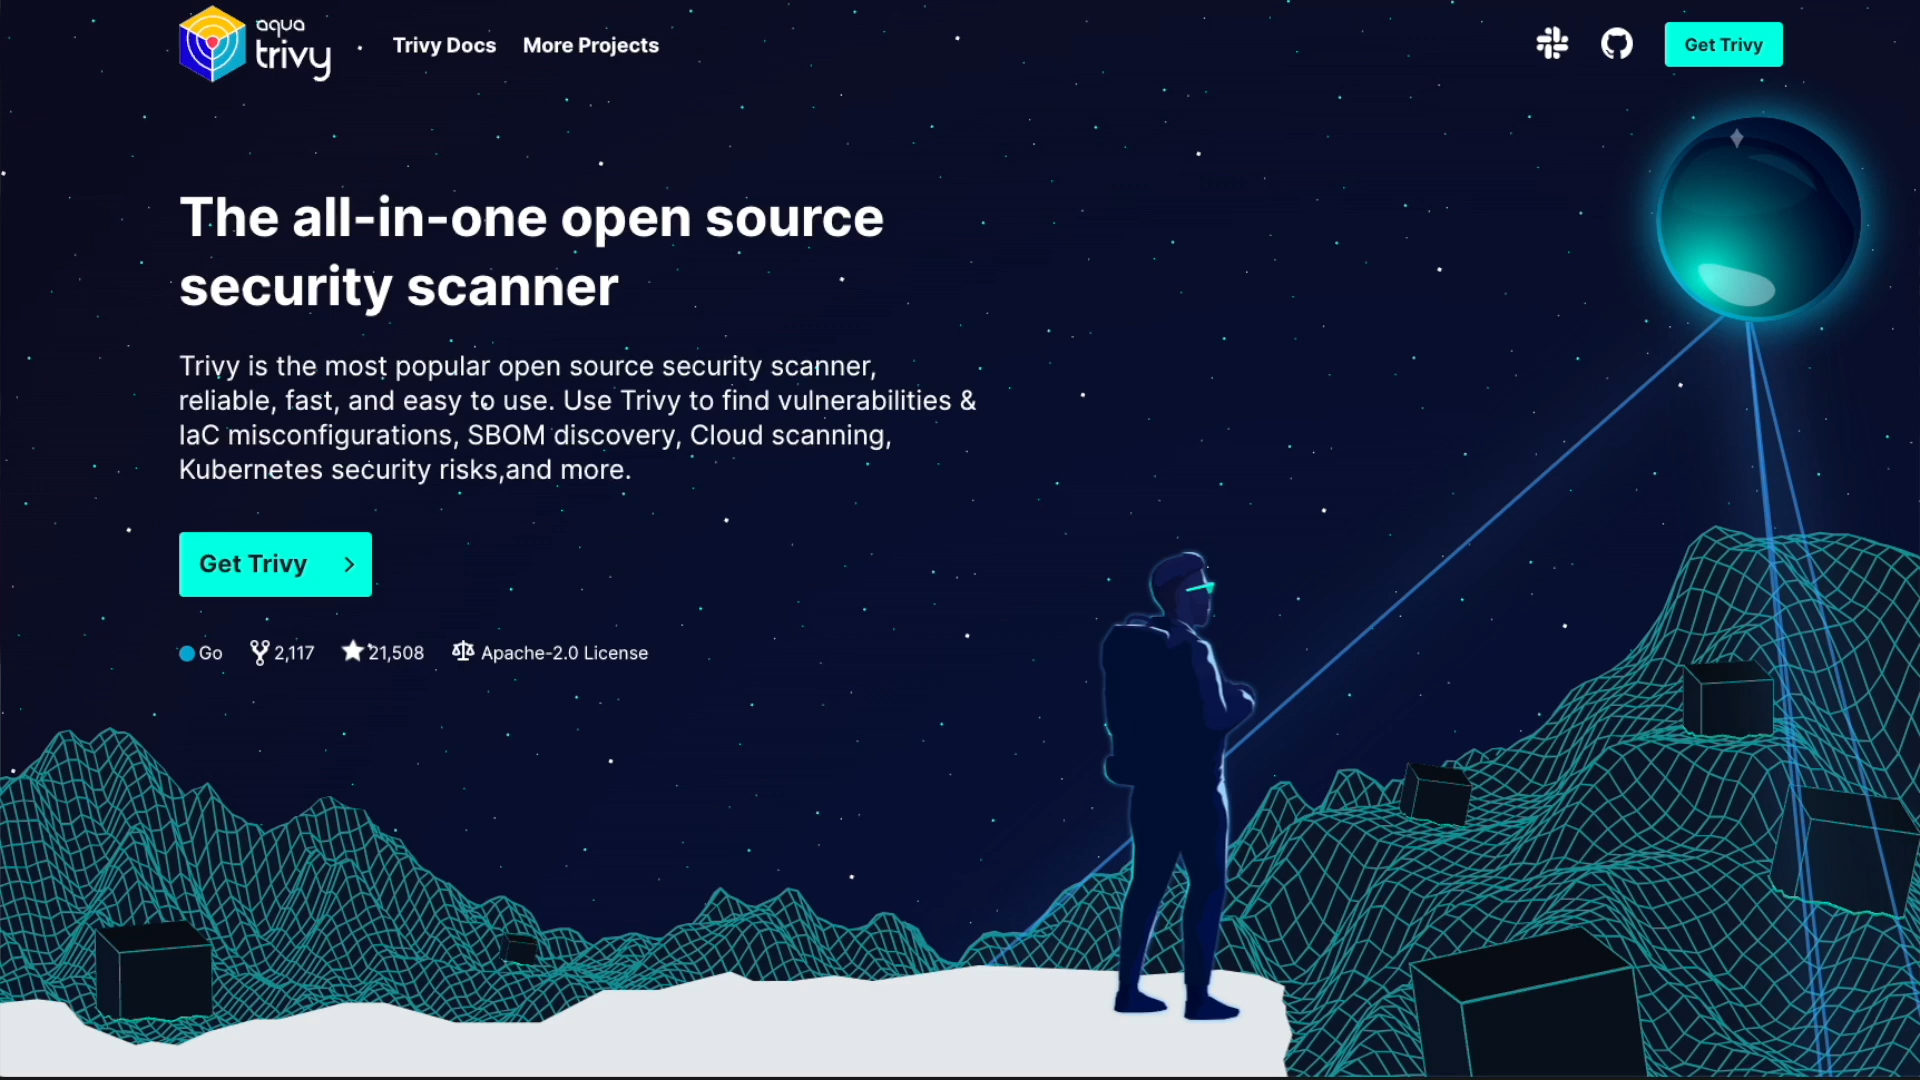 aqua
trivy
Trivy Docs
More Projects
Get Trivy
The all-in-one open source
security scanner
Trivy is the most popular open source security scanner,
reliable, fast, and easy to use. Use Trivy to find vulnerabilities &
IaC misconfigurations, SBOM discovery, Cloud scanning,
Kubernetes security risks,and more.
Get Trivy
Go 2,117 21,508 Apache-2.0 License